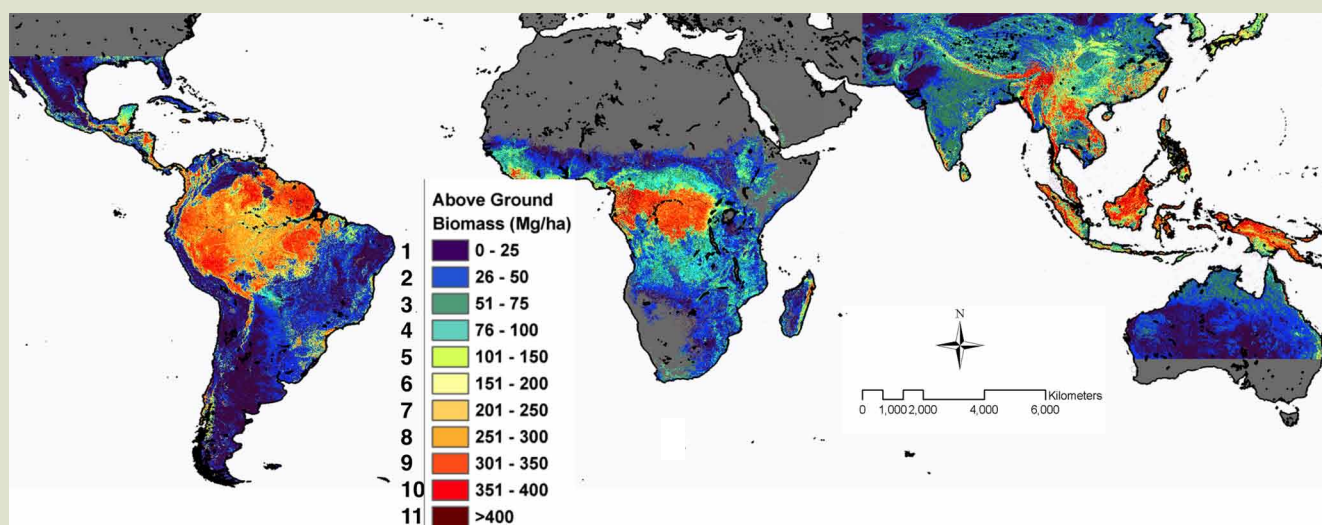 Above Ground
Biomass (Mg/ha)
1 0 - 25
2 26 - 50
3 51 - 75
4 76 - 100
5 101 - 150
6 151 - 200
7 201 - 250
8 251 - 300
9 301 - 350
10 351 - 400
11 >400
N
Kilometers
0 1,000 2,000 4,000 6,000